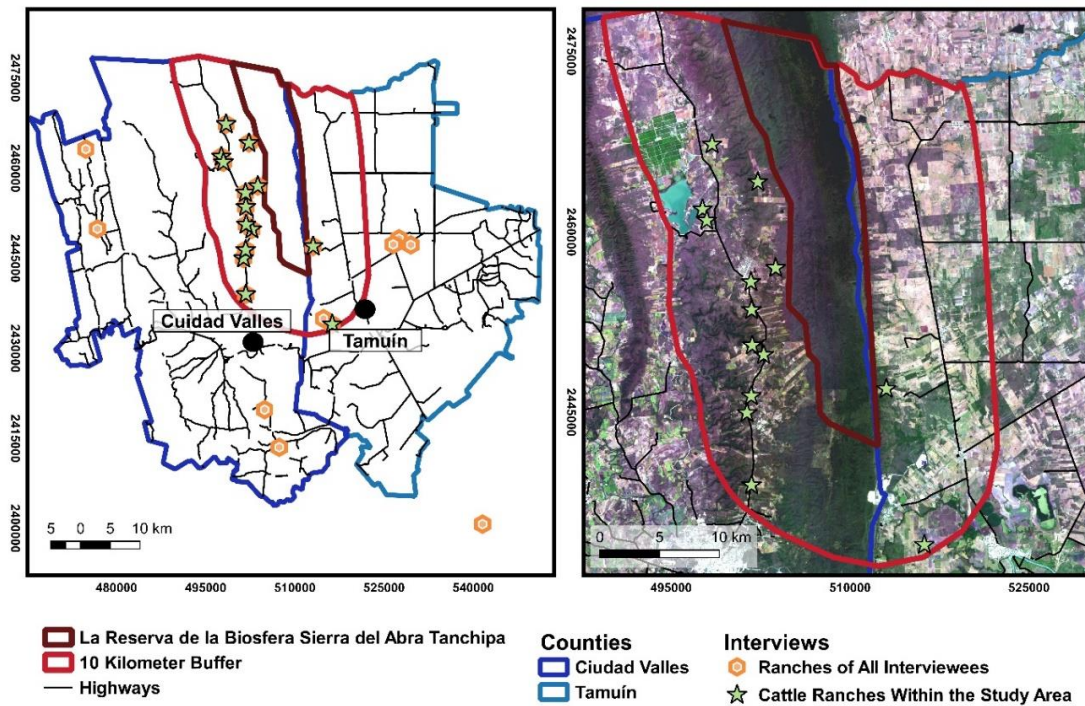 2475000
2460000
2445000
2430000
2415000
2400000
Cuidad Valles
Tamuín
5 0 5 10 km
480000 495000 510000 525000 540000
2475000
2460000
2445000
0 5 10 km
495000 510000 525000
La Reserva de la Biosfera Sierra del Abra Tanchipa
10 Kilometer Buffer
Highways
Counties
Ciudad Valles
Tamuín
Interviews
Ranches of All Interviewees
Cattle Ranches Within the Study Area